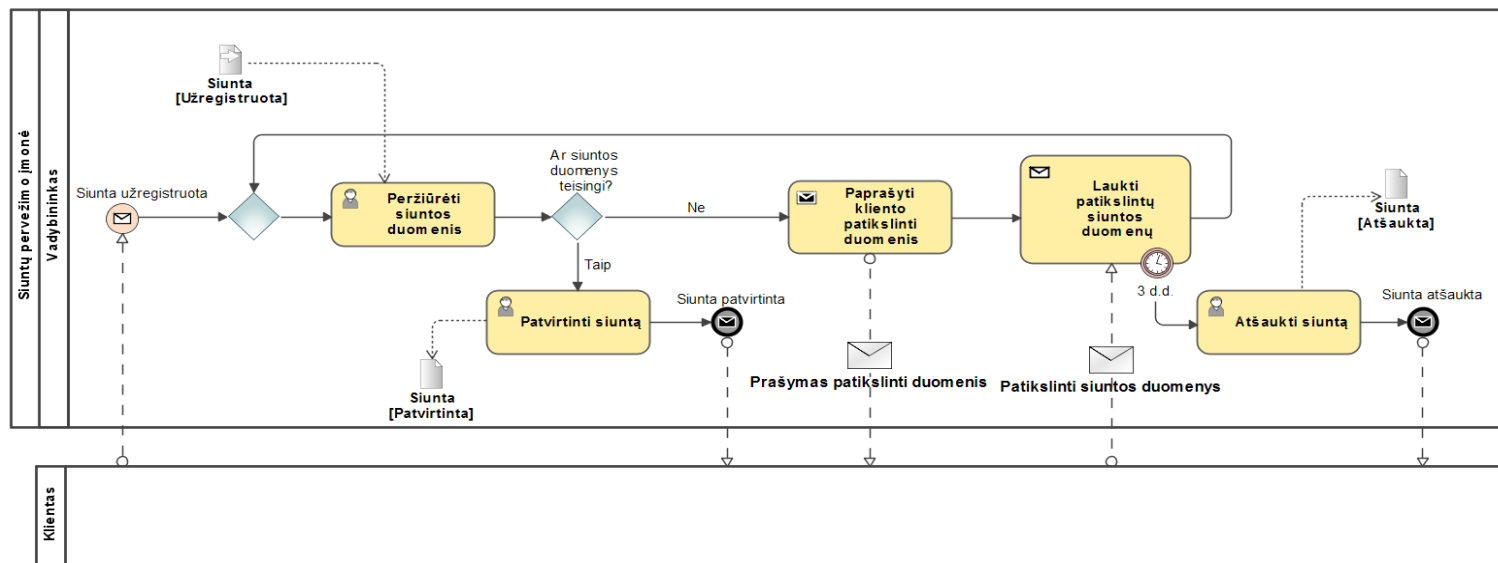 Siuntų pervežimo įmonė
Vadybininkas
Siunta
[Užregistruota]
Siunta užregistruota
Peržiūrėti
siuntos
duomenis
Ar siuntos
duomenys
teisingi?
Ne
Taip
Paprašyti
kliento
patikslinti
duomenis
Laukti
patikslintų
siuntos
duomenų
3 d.d.
Siunta
[Atšaukta]
Patvirtinti siuntą
Siunta patvirtinta
Atšaukti siuntą
Siunta atšaukta
Siunta
[Patvirtinta]
Prašymas patikslinti duomenis
Patikslinti siuntos duomenys
Klientas